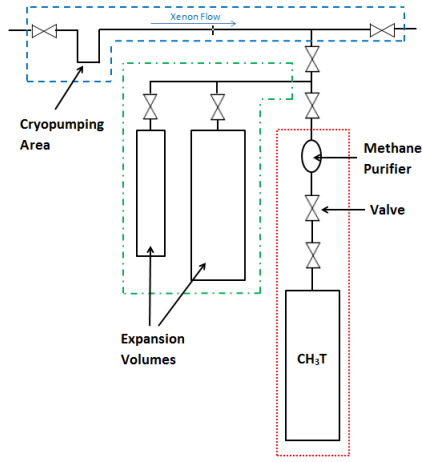 Xenon Flow
Cryopumping
Area
Methane
Purifier
Valve
Expansion
Volumes
CH₃T